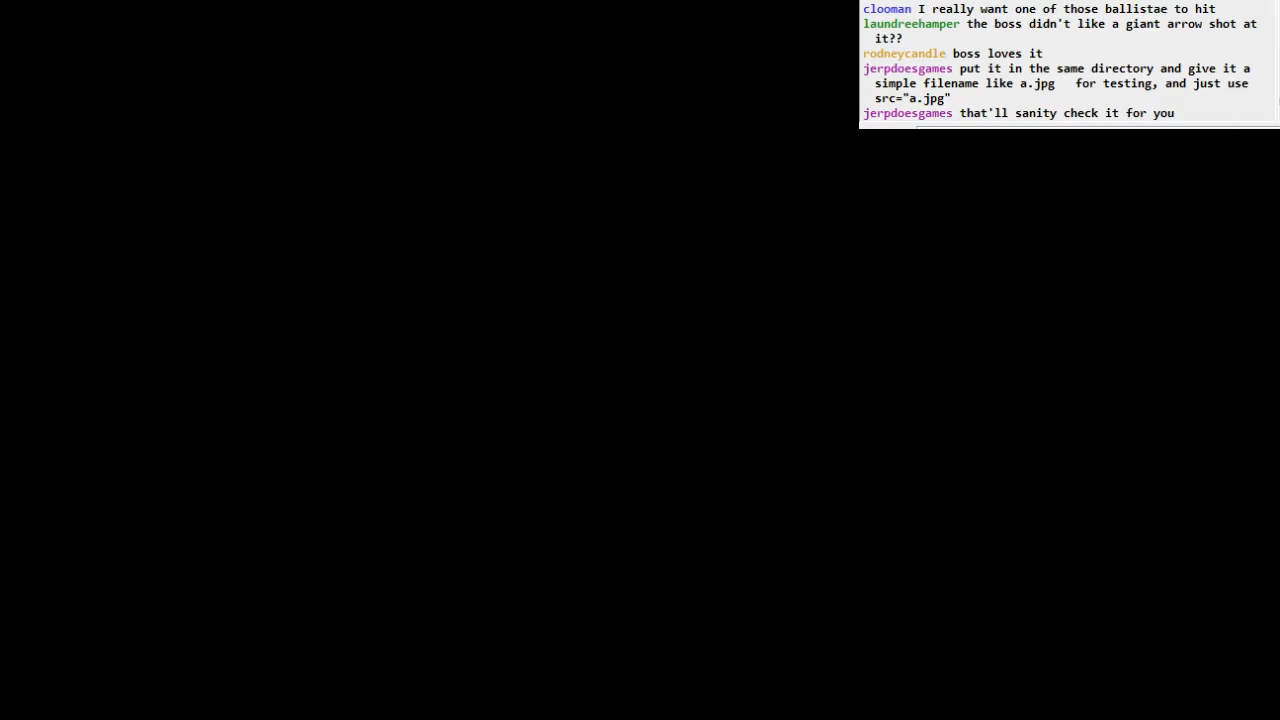 clooman I really want one of those ballistae to hit
laundreehamper the boss didn't like a giant arrow shot at
it??
rodneycandle boss loves it
jerpdoesgames put it in the same directory and give it a
simple filename like a.jpg   for testing, and just use
src="a.jpg"
jerpdoesgames that'll sanity check it for you